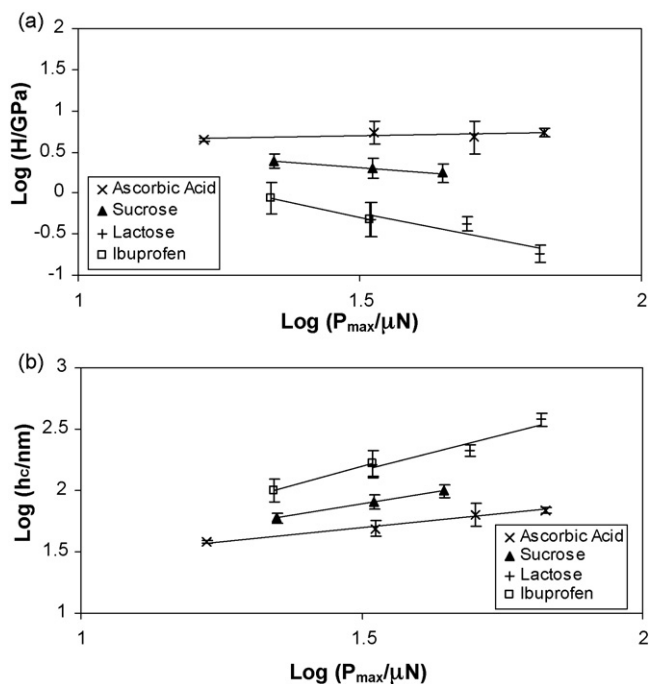 (a)
Log (H/GPa)
1.5
1
0.5
0
-0.5
-1
Ascorbic Acid
Sucrose
Lactose
Ibuprofen
1
1.5
2
Log (Pmax/μN)
(b)
Log (hc/nm)
3
2.5
2
1.5
1
Ascorbic Acid
Sucrose
Lactose
Ibuprofen
1
1.5
2
Log (Pmax/μN)